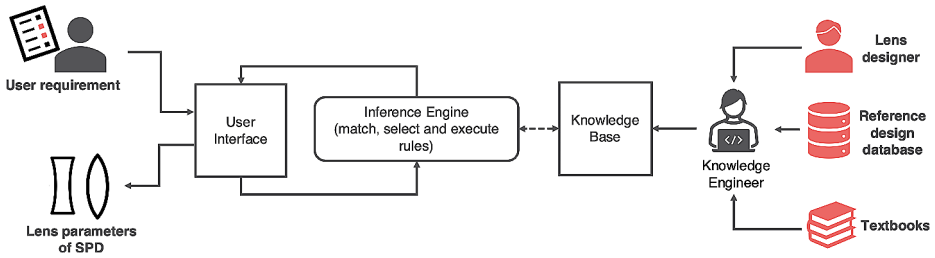 User requirement
Lens parameters
of SPD
User
Interface
Inference Engine
(match, select and execute
rules)
Knowledge
Base
</>
Knowledge
Engineer
Lens
designer
Reference
design
database
Textbooks